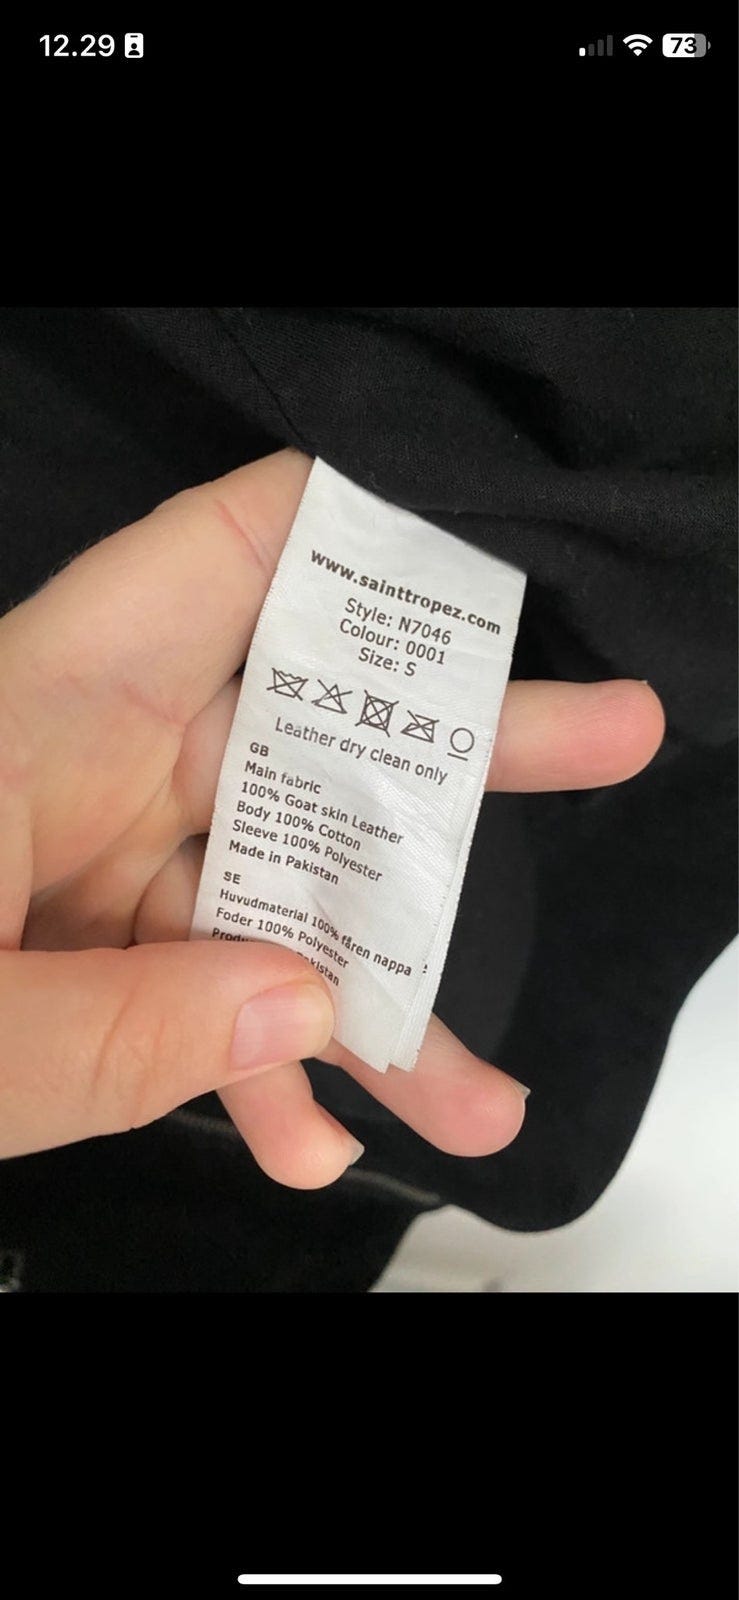 12.29
73
www.sainttropez.com
Style: N7046
Colour: 0001
Size: S
Leather dry clean only
GB
Main fabric
100% Goat skin Leather
Body 100% Cotton
Sleeve 100% Polyester
Made in Pakistan
SE
Huvudmaterial 100% fåren nappa
Foder 100% Polyester